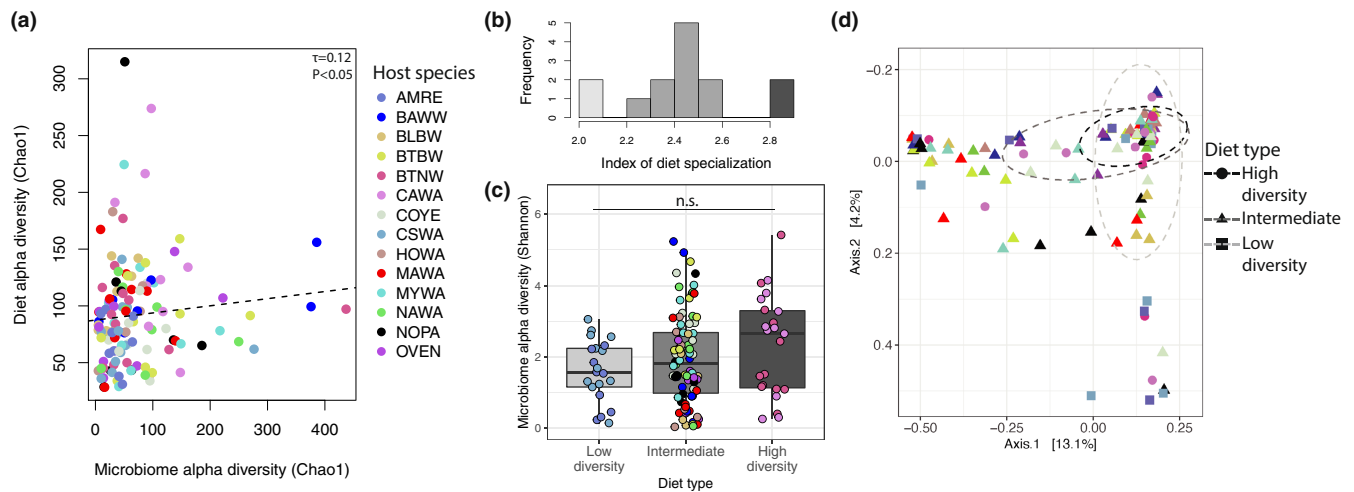 (a)
τ=0.12
P<0.05
300
250
200
150
100
50
Diet alpha diversity (Chao1)
0 100 200 300 400
Microbiome alpha diversity (Chao1)
Host species
AMRE
BAWW
BLBW
BTBW
BTNW
CAWA
COYE
CSWA
HOWA
MAWA
MYWA
NAWA
NOPA
OVEN
(b)
Frequency
5
4
3
2
1
0
2.0 2.2 2.4 2.6 2.8
Index of diet specialization
(c)
n.s.
Microbiome alpha diversity (Shannon)
6
4
2
0
Low diversity
Intermediate
High diversity
Diet type
(d)
−0.2
0.0
0.2
0.4
Axis.2 [4.2%]
−0.50 −0.25 0.00 0.25
Axis.1 [13.1%]
Diet type
High
diversity
Intermediate
Low
diversity